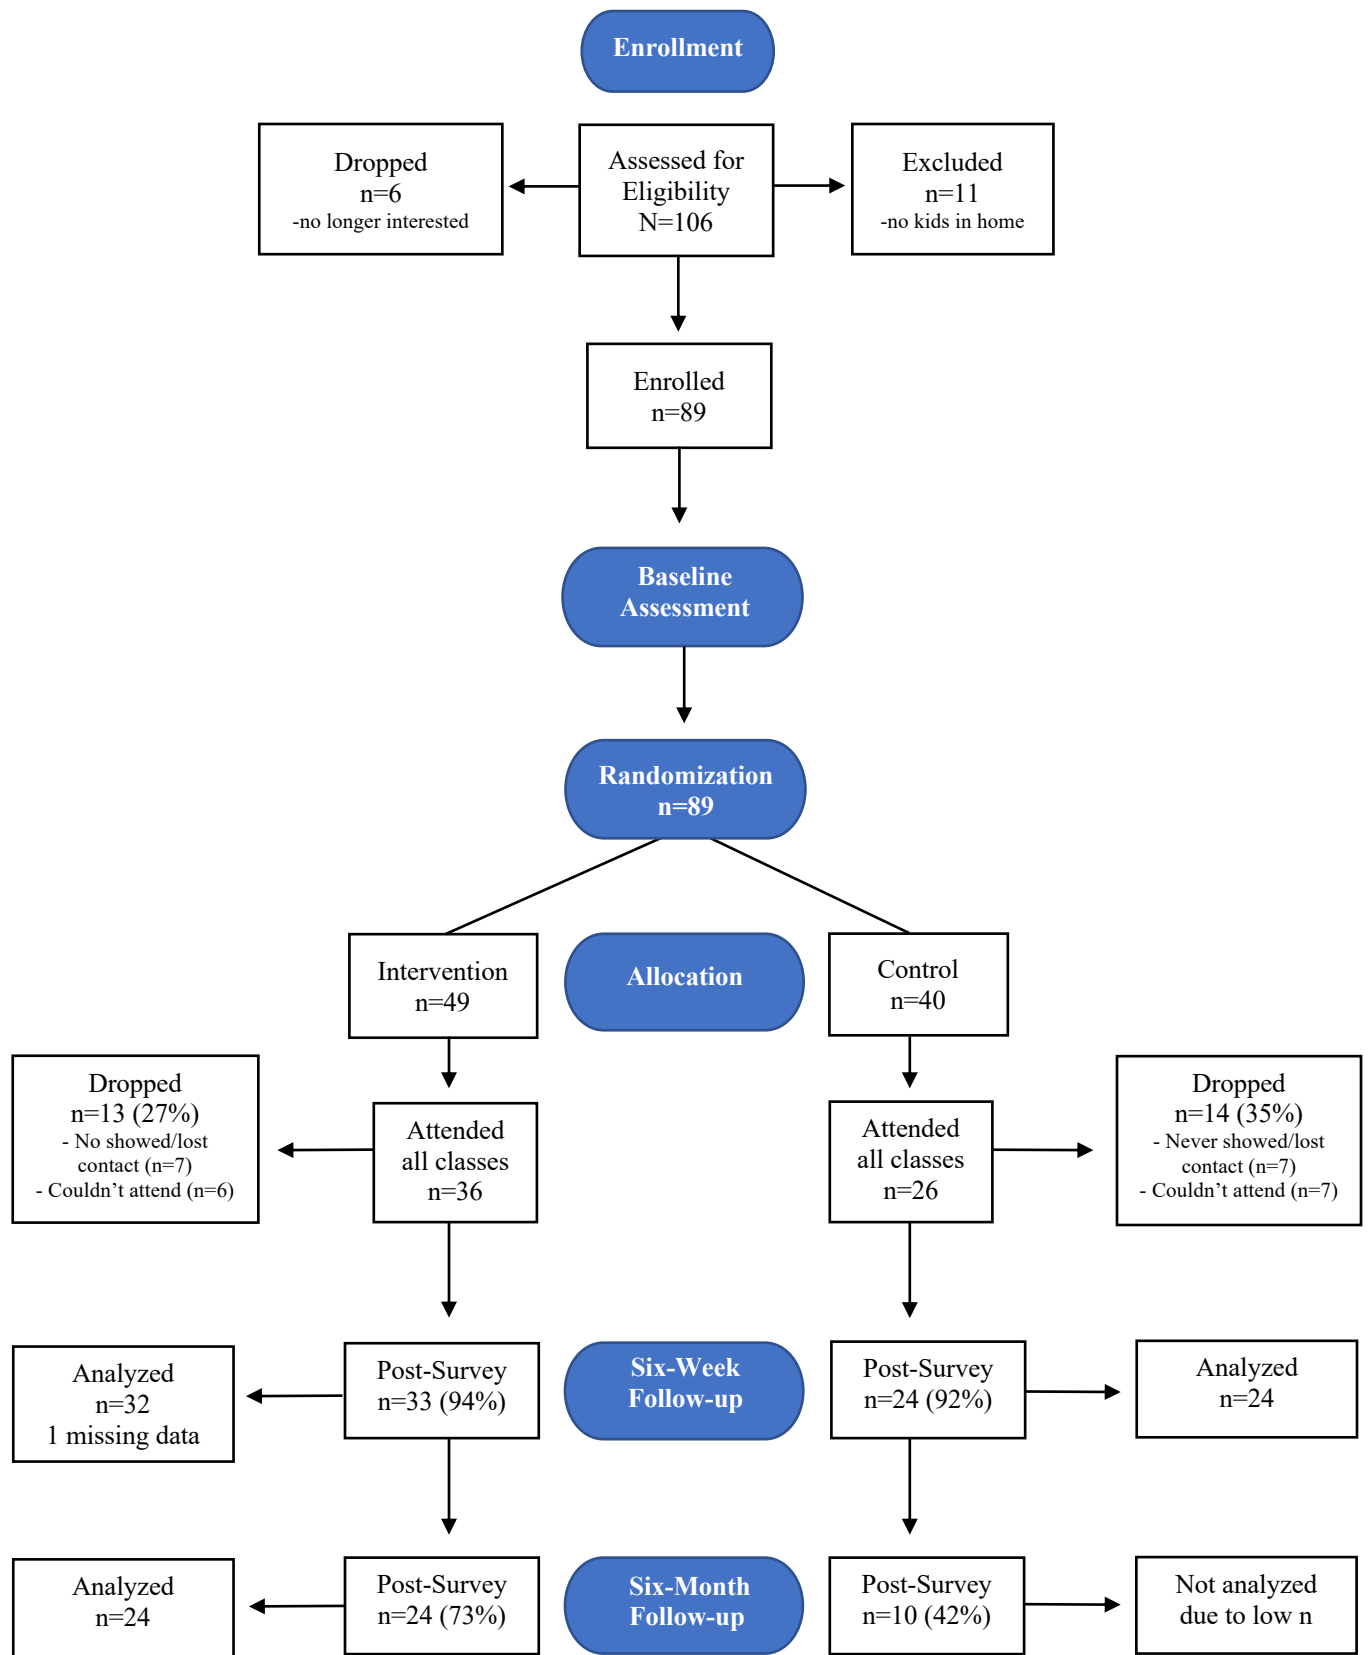 Enrollment
Dropped
n=6
-no longer interested
Assessed for
Eligibility
N=106
Excluded
n=11
-no kids in home
Enrolled
n=89
Baseline
Assessment
Randomization
n=89
Intervention
n=49
Allocation
Control
n=40
Dropped
n=13 (27%)
- No showed/lost
contact (n=7)
- Couldn’t attend (n=6)
Attended
all classes
n=36
Attended
all classes
n=26
Dropped
n=14 (35%)
- Never showed/lost
contact (n=7)
- Couldn’t attend (n=7)
Analyzed
n=32
1 missing data
Post-Survey
n=33 (94%)
Six-Week
Follow-up
Post-Survey
n=24 (92%)
Analyzed
n=24
Analyzed
n=24
Post-Survey
n=24 (73%)
Six-Month
Follow-up
Post-Survey
n=10 (42%)
Not analyzed
due to low n